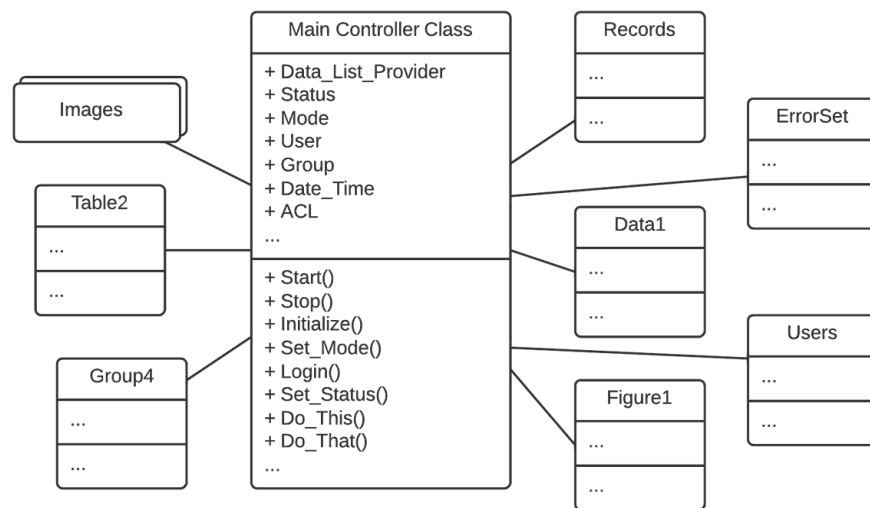 Main Controller Class
+ Data_List_Provider
+ Status
+ Mode
+ User
+ Group
+ Date_Time
+ ACL
...
+ Start()
+ Stop()
+ Initialize()
+ Set_Mode()
+ Login()
+ Set_Status()
+ Do_This()
+ Do_That()
...
Images
Table2
...
...
Group4
...
...
Records
...
...
ErrorSet
...
...
Data1
...
...
Users
...
...
Figure1
...
...